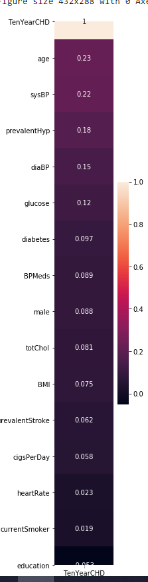 Figure size 432x288 with 0 Axe
TenYearCHD 1
age 0.23
sysBP 0.22
prevalentHyp 0.18
diaBP 0.15
glucose 0.12
1.0
diabetes 0.097
0.8
BPMeds 0.089
male 0.088
0.6
totChol 0.081
0.4
BMI 0.075
0.2
revalentStroke 0.062
0.0
cigsPerDay 0.058
heartRate 0.023
currentSmoker 0.019
education
TenYearCHD